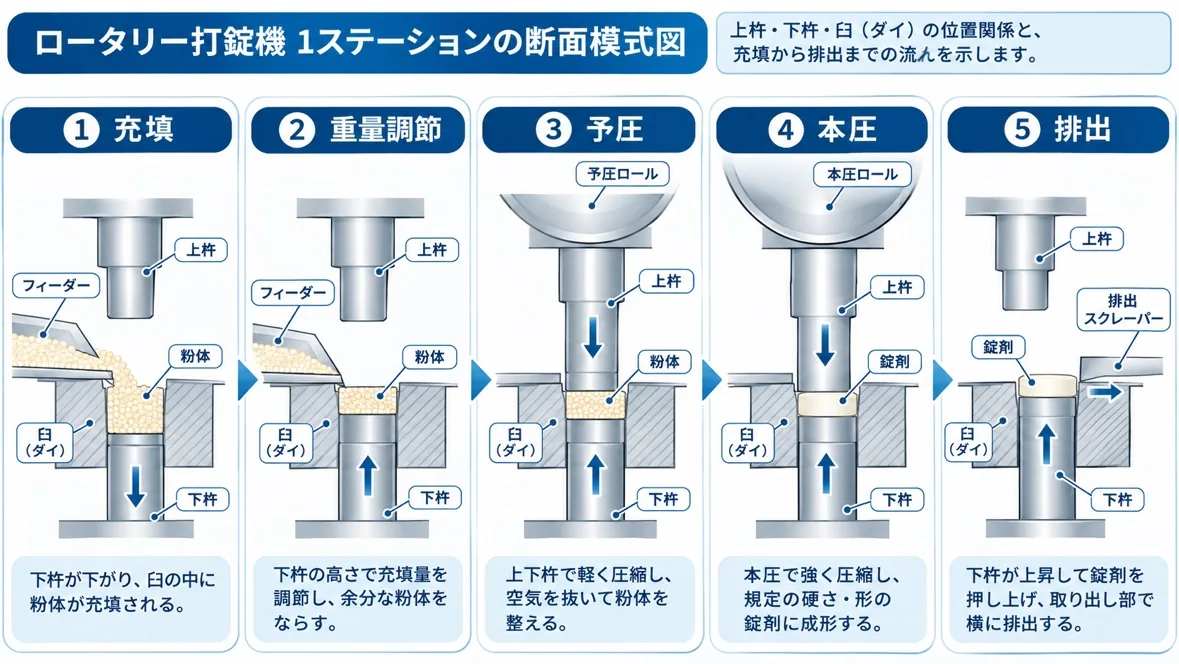 ロータリー打錠機 1ステーションの断面模式図
上杵・下杵・臼(ダイ)の位置関係と、
充填から排出までの流れを示します。
1 充填
上杵
フィーダー
粉体
臼
(ダイ)
下杵
下杵が下がり、臼の中に
粉体が充填される。
2 重量調節
上杵
フィーダー
粉体
臼
(ダイ)
下杵
下杵の高さで充填量を
調節し、余分な粉体を
ならす。
3 予圧
予圧ロール
上杵
粉体
臼
(ダイ)
下杵
上下杵で軽く圧縮し、
空気を抜いて粉体を
整える。
4 本圧
本圧ロール
上杵
錠剤
臼
(ダイ)
下杵
本圧で強く圧縮し、
規定の硬さ・形の
錠剤に成形する。
5 排出
上杵
排出
スクレーパー
錠剤
臼
(ダイ)
下杵
下杵が上昇して錠剤を
押し上げ、取り出し部で
横に排出する。